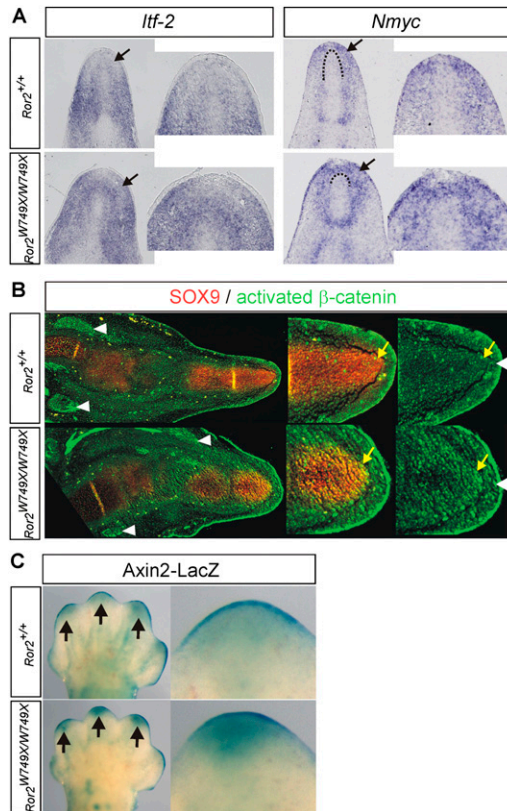 A
Itf-2
Nmyc
Ror2+/+
Ror2W749X/W749X
B
SOX9 / activated β-catenin
Ror2+/+
Ror2W749X/W749X
C
Axin2-LacZ
Ror2+/+
Ror2W749X/W749X